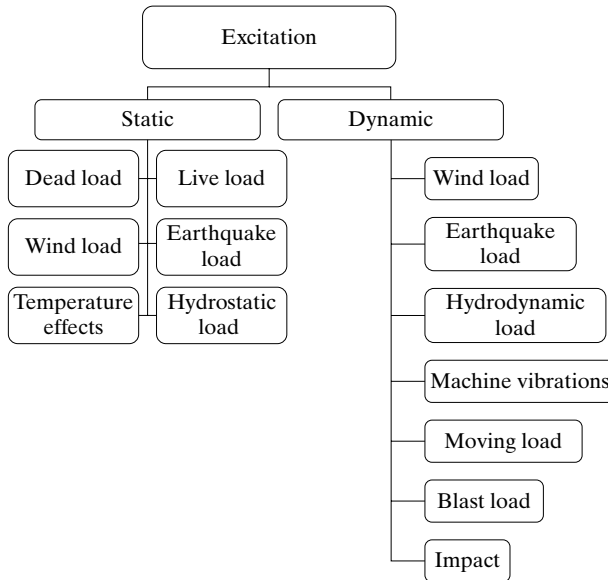 Excitation
Static
Dynamic
Dead load
Live load
Wind load
Earthquake
load
Temperature
effects
Hydrostatic
load
Wind load
Earthquake
load
Hydrodynamic
load
Machine vibrations
Moving load
Blast load
Impact